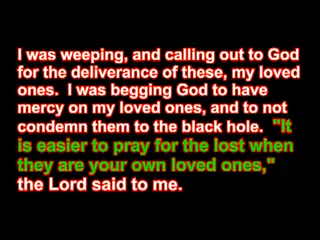 I was weeping, and calling out to God
for the deliverance of these, my loved
ones.  I was begging God to have
mercy on my loved ones, and to not
condemn them to the black hole.  "It
is easier to pray for the lost when
they are your own loved ones,"
the Lord said to me.